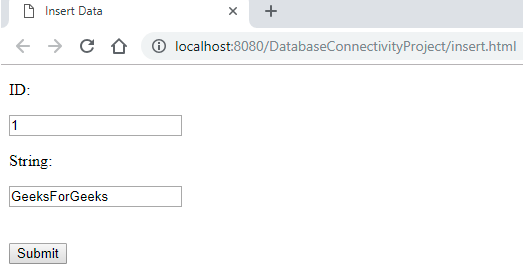 Insert Data
localhost:8080/DatabaseConnectivityProject/insert.html
ID:
1
String:
GeeksForGeeks
Submit